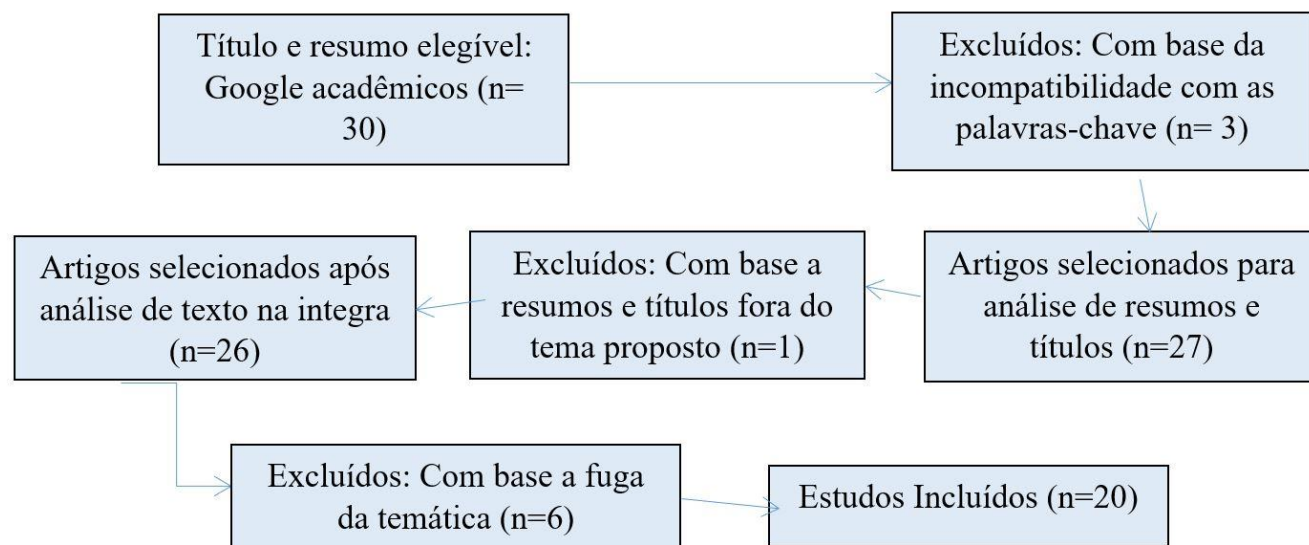 Título e resumo elegível:
Google acadêmicos (n=
30)
Excluídos: Com base da
incompatibilidade com as
palavras-chave (n= 3)
Artigos selecionados para
análise de resumos e
títulos (n=27)
Excluídos: Com base a
resumos e títulos fora do
tema proposto (n=1)
Artigos selecionados após
análise de texto na integra
(n=26)
Excluídos: Com base a fuga
da temática (n=6)
Estudos Incluídos (n=20)